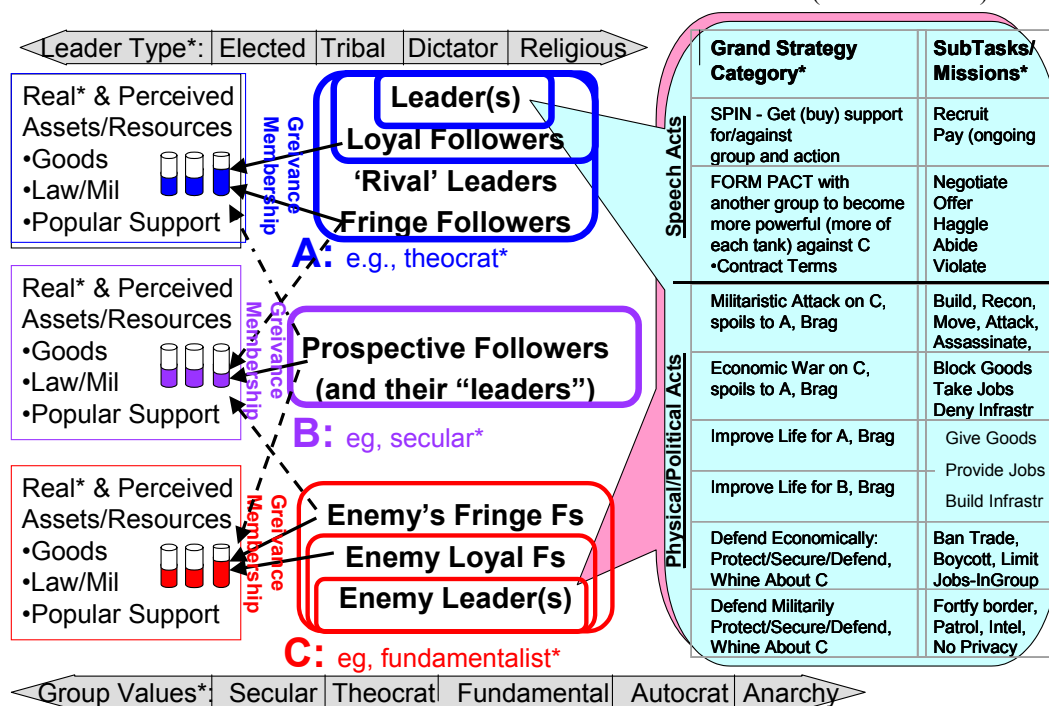 Leader Type*: Elected Tribal Dictator Religious
Real* & Perceived
Assets/Resources
•Goods
•Law/Mil
•Popular Support
Greivance
Membership
Leader(s)
Loyal Followers
‘Rival’ Leaders
Fringe Followers
A: e.g., theocrat*
Real* & Perceived
Assets/Resources
•Goods
•Law/Mil
•Popular Support
Greivance
Membership
Prospective Followers
(and their “leaders”)
B: eg, secular*
Real* & Perceived
Assets/Resources
•Goods
•Law/Mil
•Popular Support
Greivance
Membership
Enemy’s Fringe Fs
Enemy Loyal Fs
Enemy Leader(s)
C: eg, fundamentalist*
Group Values*: Secular Theocrat Fundamental Autocrat Anarchy
Speech Acts
Physical/Political Acts
Grand Strategy
Category*
SubTasks/
Missions*
SPIN - Get (buy) support
for/against
group and action
Recruit
Pay (ongoing
FORM PACT with
another group to become
more powerful (more of
each tank) against C
•Contract Terms
Negotiate
Offer
Haggle
Abide
Violate
Militaristic Attack on C,
spoils to A, Brag
Build, Recon,
Move, Attack,
Assassinate,
Economic War on C,
spoils to A, Brag
Block Goods
Take Jobs
Deny Infrastr
Improve Life for A, Brag
Improve Life for B, Brag
Give Goods
Provide Jobs
Build Infrastr
Defend Economically:
Protect/Secure/Defend,
Whine About C
Ban Trade,
Boycott, Limit
Jobs-InGroup
Defend Militarily
Protect/Secure/Defend,
Whine About C
Fortfy border,
Patrol, Intel,
No Privacy